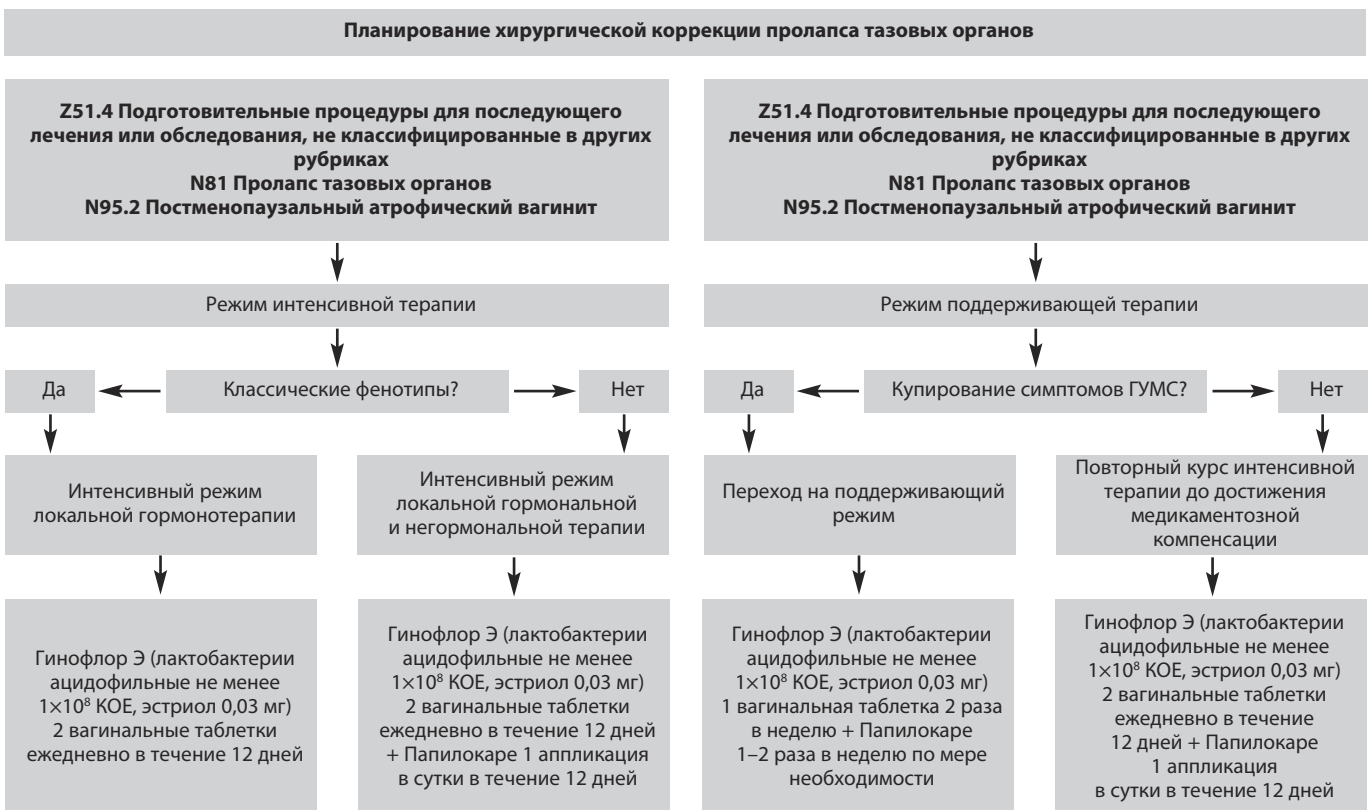 Планирование хирургической коррекции пролапса тазовых органов
Z51.4 Подготовительные процедуры для последующего
лечения или обследования, не классифицированные в других
рубриках
N81 Пролапс тазовых органов
N95.2 Постменопаузальный атрофический вагинит
Z51.4 Подготовительные процедуры для последующего
лечения или обследования, не классифицированные в других
рубриках
N81 Пролапс тазовых органов
N95.2 Постменопаузальный атрофический вагинит
Режим интенсивной терапии
Режим поддерживающей терапии
Да
Классические фенотипы?
Нет
Да
Купирование симптомов ГУМС?
Нет
Интенсивный режим
локальной гормонотерапии
Интенсивный режим
локальной гормональной
и негормональной терапии
Переход на поддерживающий
режим
Повторный курс интенсивной
терапии до достижения
медикаментозной
компенсации
Гинофлор Э (лактобактерии
ацидофильные не менее
1×10⁸ КОЕ, эстриол 0,03 мг)
2 вагинальные таблетки
ежедневно в течение 12 дней
Гинофлор Э (лактобактерии
ацидофильные не менее
1×10⁸ КОЕ, эстриол 0,03 мг)
2 вагинальные таблетки
ежедневно в течение 12 дней
+ Папилокаре 1 аппликация
в сутки в течение 12 дней
Гинофлор Э (лактобактерии
ацидофильные не менее
1×10⁸ КОЕ, эстриол 0,03 мг)
1 вагинальная таблетка 2 раза
в неделю + Папилокаре
1–2 раза в неделю по мере
необходимости
Гинофлор Э (лактобактерии
ацидофильные не менее
1×10⁸ КОЕ, эстриол 0,03 мг)
2 вагинальные таблетки
ежедневно в течение
12 дней + Папилокаре
1 аппликация
в сутки в течение 12 дней